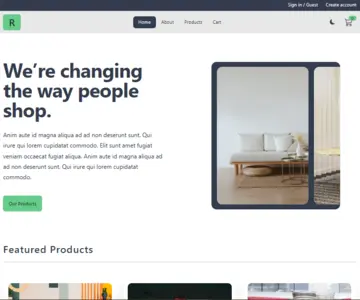 Sign in / Guest Create account
R Home About Products Cart
We're changing
the way people
shop.
Anim aute id magna aliqua ad ad non deserunt sunt. Qui
irure qui lorem cupidatat commodo. Elit sunt amet fugiat
veniam occaecat fugiat aliqua. Anim aute id magna aliqua ad
ad non deserunt sunt. Qui irure qui lorem cupidatat
commodo.
Our Products
Featured Products